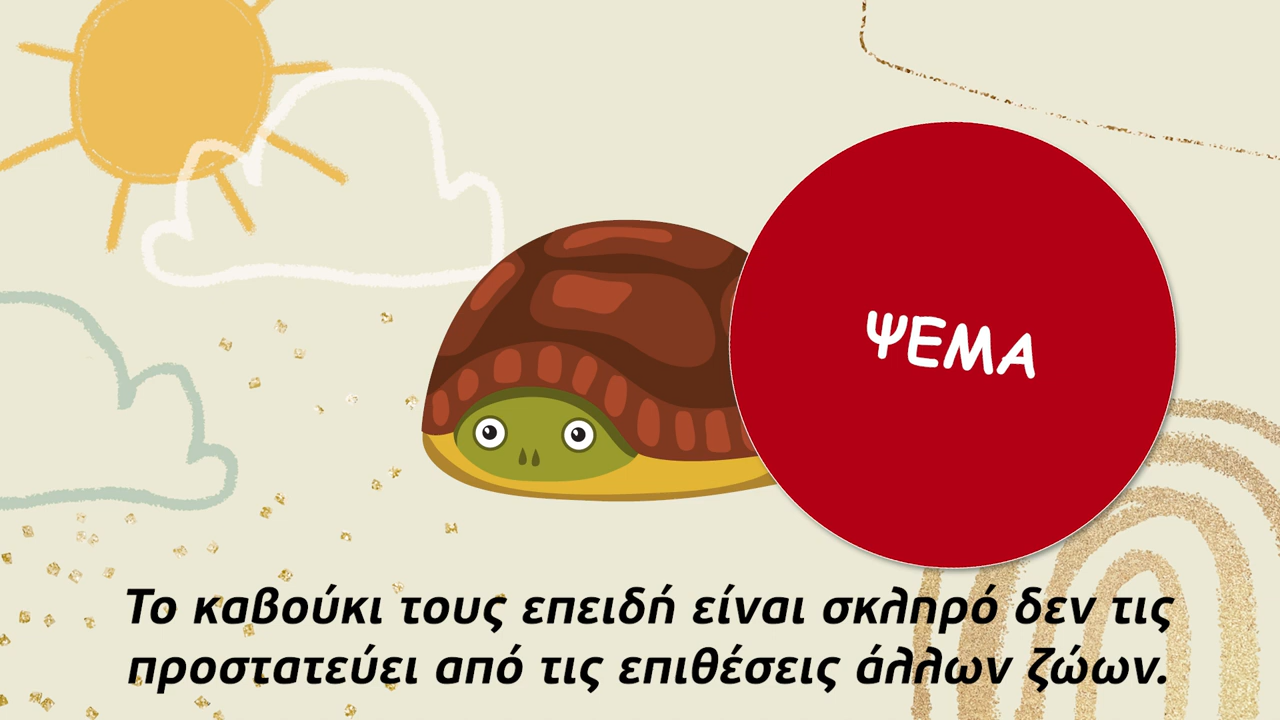 ΨΕΜΑ
Το καβούκι τους επειδή είναι σκληρό δεν τις
προστατεύει από τις επιθέσεις άλλων ζώων.